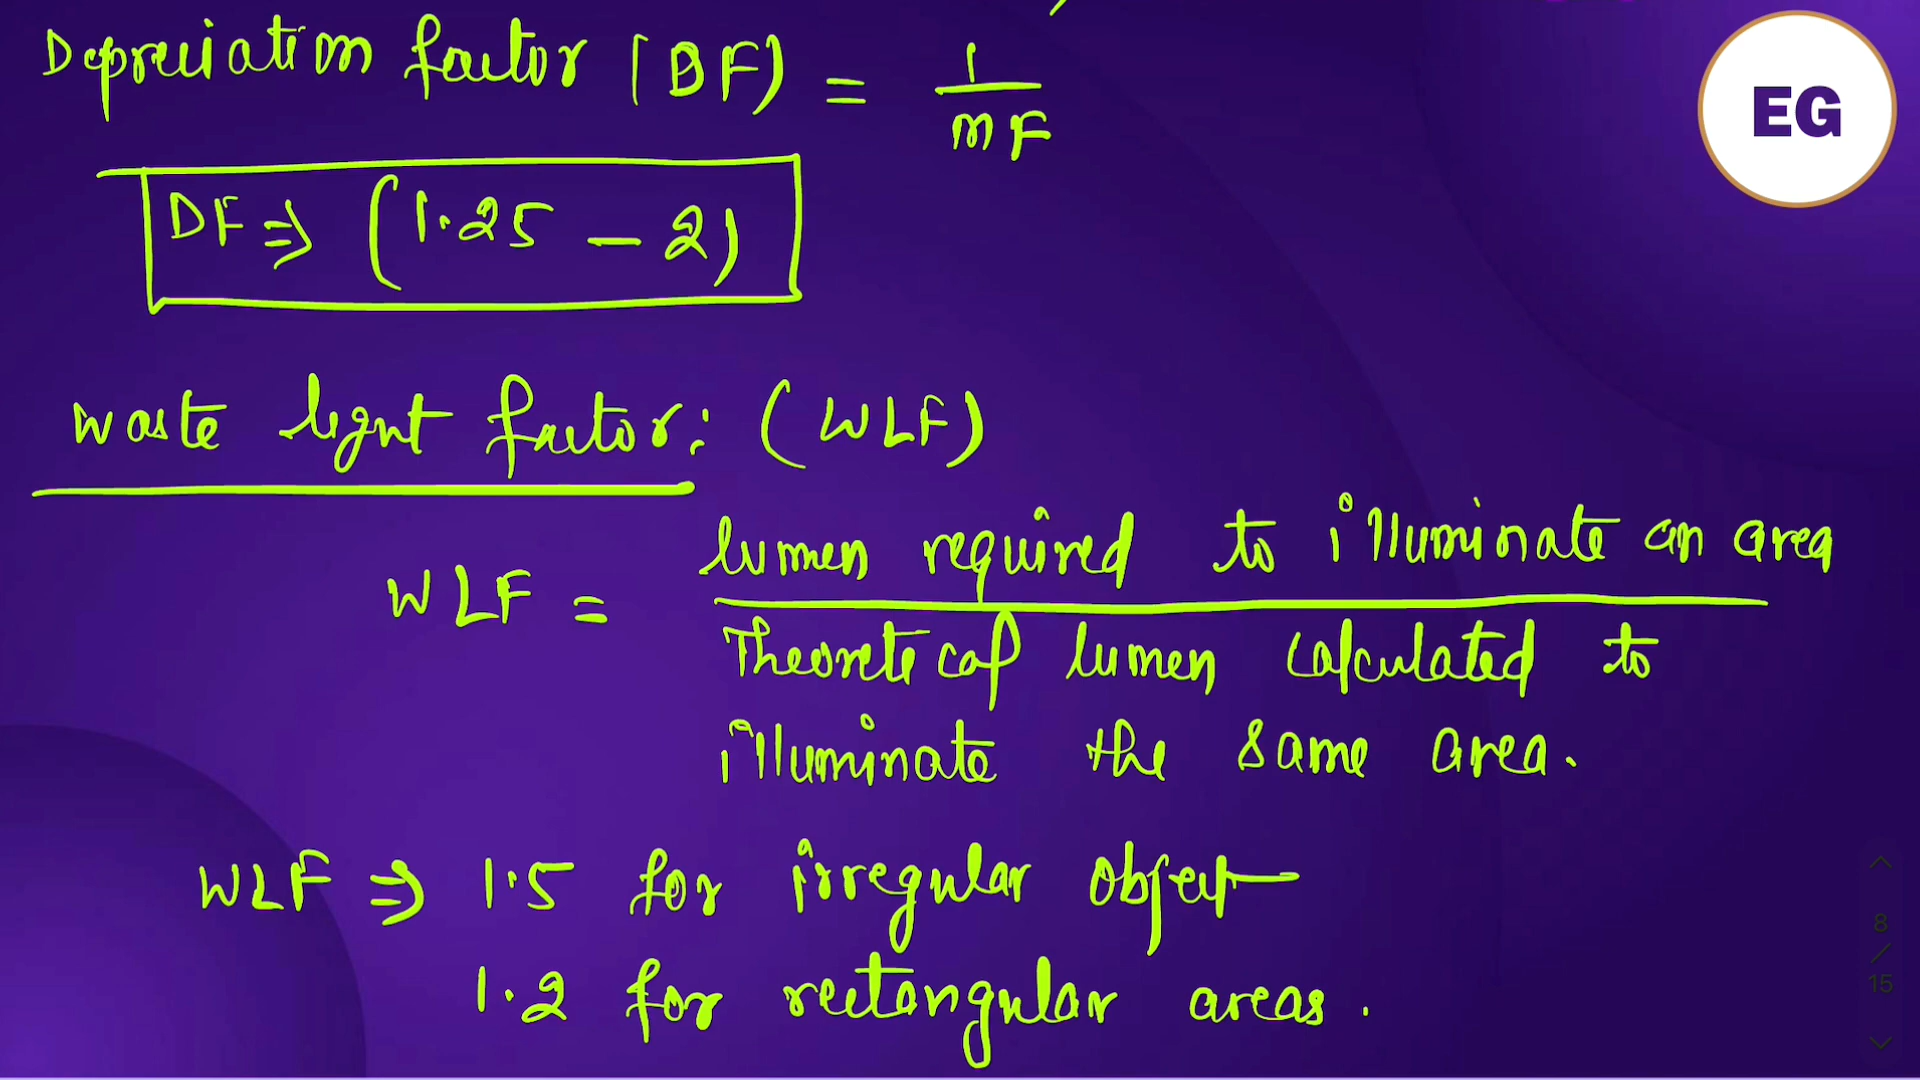 Depreciation factor (DF) = 1/MF
EG
DF ⇒ (1.25 – 2)
Waste light factor: (WLF)
WLF = lumen required to illuminate an area
Theoretical lumen calculated to
illuminate the same area.
WLF ⇒ 1.5 for irregular object
1.2 for rectangular areas.
8
/
15